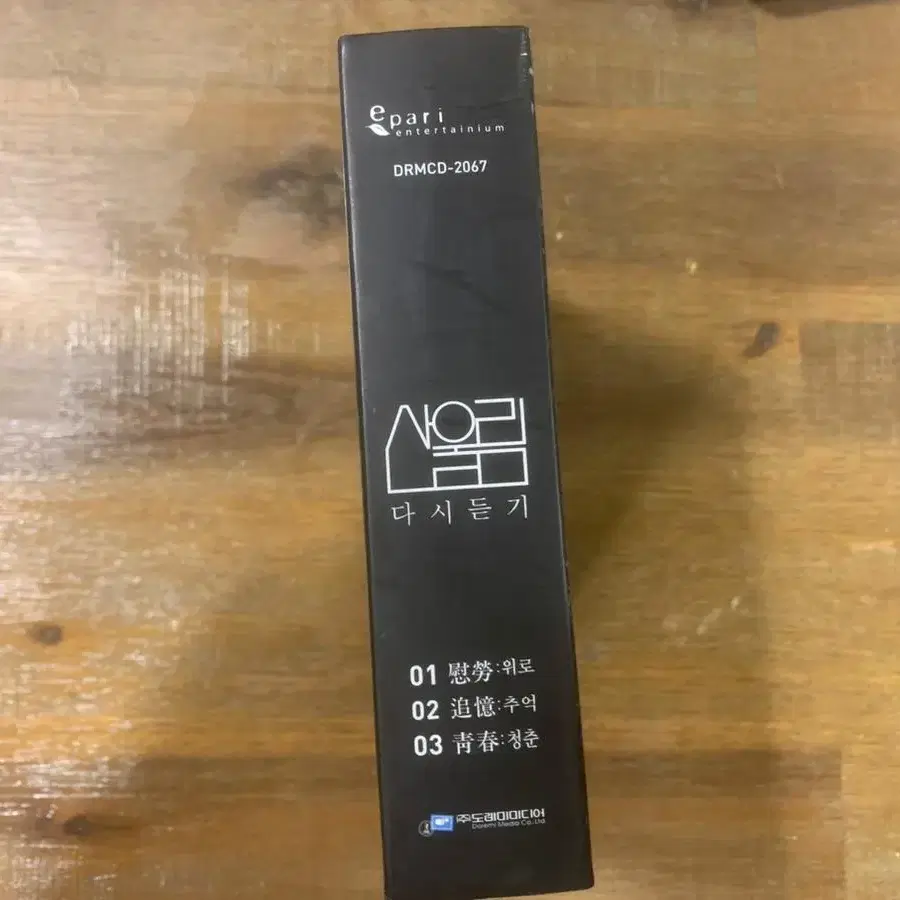 epari
entertainium
DRMCD-2067
산울림
다시듣기
01 慰勞:위로
02 追憶:추억
03 靑春:청춘
㈜도레미미디어
Doremi Media Co., Ltd